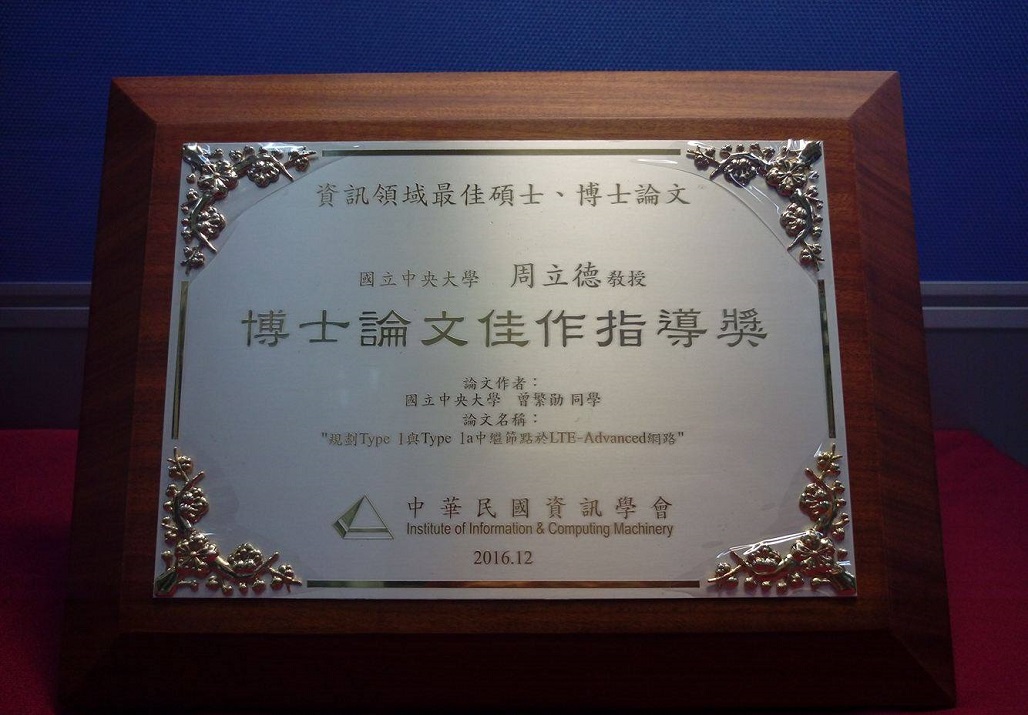 資訊領域最佳碩士、博士論文
國立中央大學 周立德教授
博士論文佳作指導獎
論文作者：
國立中央大學 曾繁勛 同學
論文名稱：
"規劃Type 1與Type 1a中繼節點於LTE-Advanced網路"
中華民國資訊學會
Institute of Information & Computing Machinery
2016.12